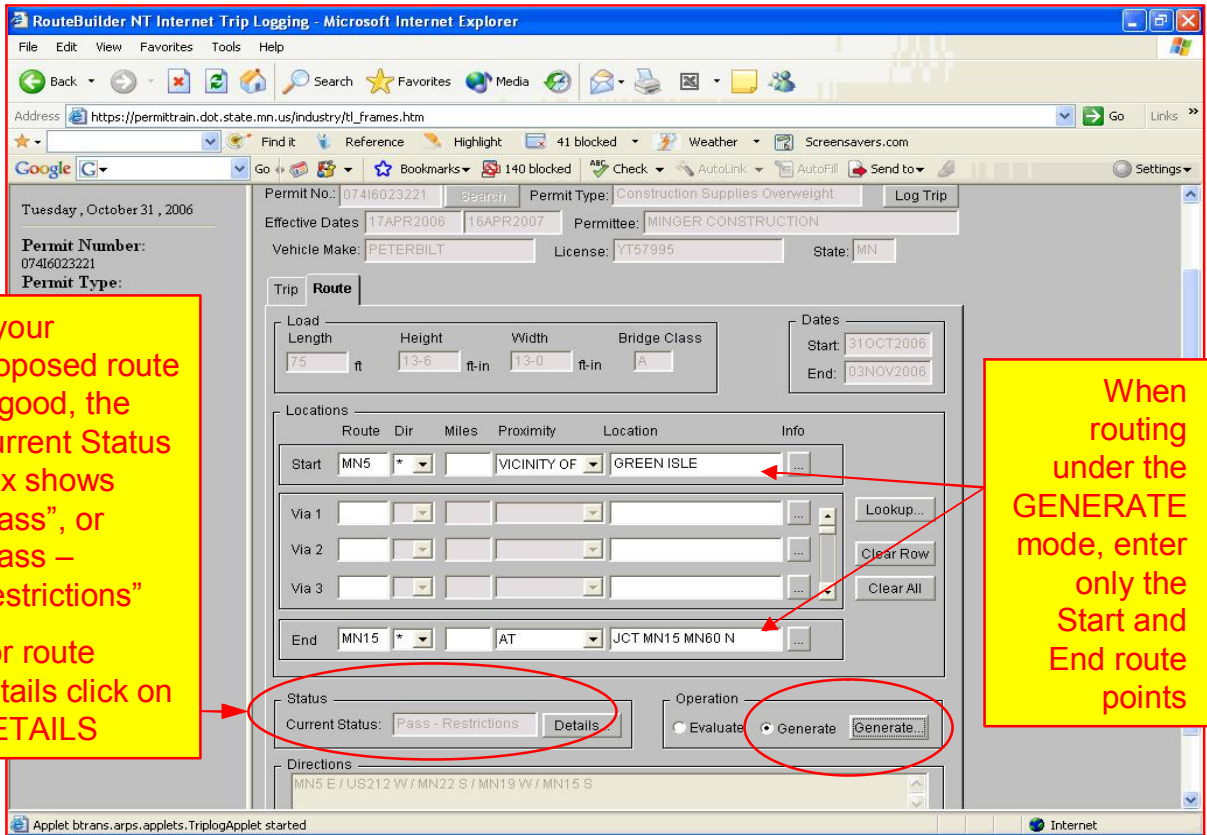 RouteBuilder NT Internet Trip Logging - Microsoft Internet Explorer
File Edit View Favorites Tools Help
Back Search Favorites Media
Address https://permittrain.dot.state.mn.us/industry/tl_frames.htm Go Links »
Find it Reference Highlight 41 blocked Weather Screensavers.com
Google G Go Bookmarks 140 blocked Check AutoLink AutoFill Send to Settings
Tuesday, October 31, 2006
Permit Number:
074I6023221
Permit Type:
Permit No.: 074I6023221 Search Permit Type: Construction Supplies Overweight Log Trip
Effective Dates 17APR2006 16APR2007 Permittee: MINGER CONSTRUCTION
Vehicle Make: PETERBILT License: YT57995 State: MN
Trip Route
Load
Length Height Width Bridge Class
75 ft 13-6 ft-in 13-0 ft-in A
Dates
Start: 31OCT2006
End: 03NOV2006
Locations
Route Dir Miles Proximity Location Info
Start MN5 * VICINITY OF GREEN ISLE ...
Via 1 ... Lookup...
Via 2 ... Clear Row
Via 3 ... Clear All
End MN15 * AT JCT MN15 MN60 N ...
Status
Current Status: Pass - Restrictions Details...
Operation
Evaluate Generate Generate...
Directions
MN5 E / US212 W / MN22 S / MN19 W / MN15 S
your
oposed route
good, the
urrent Status
x shows
ass”, or
ass –
estrictions”
or route
tails click on
ETAILS
When
routing
under the
GENERATE
mode, enter
only the
Start and
End route
points
Applet btrans.arps.applets.TriplogApplet started Internet